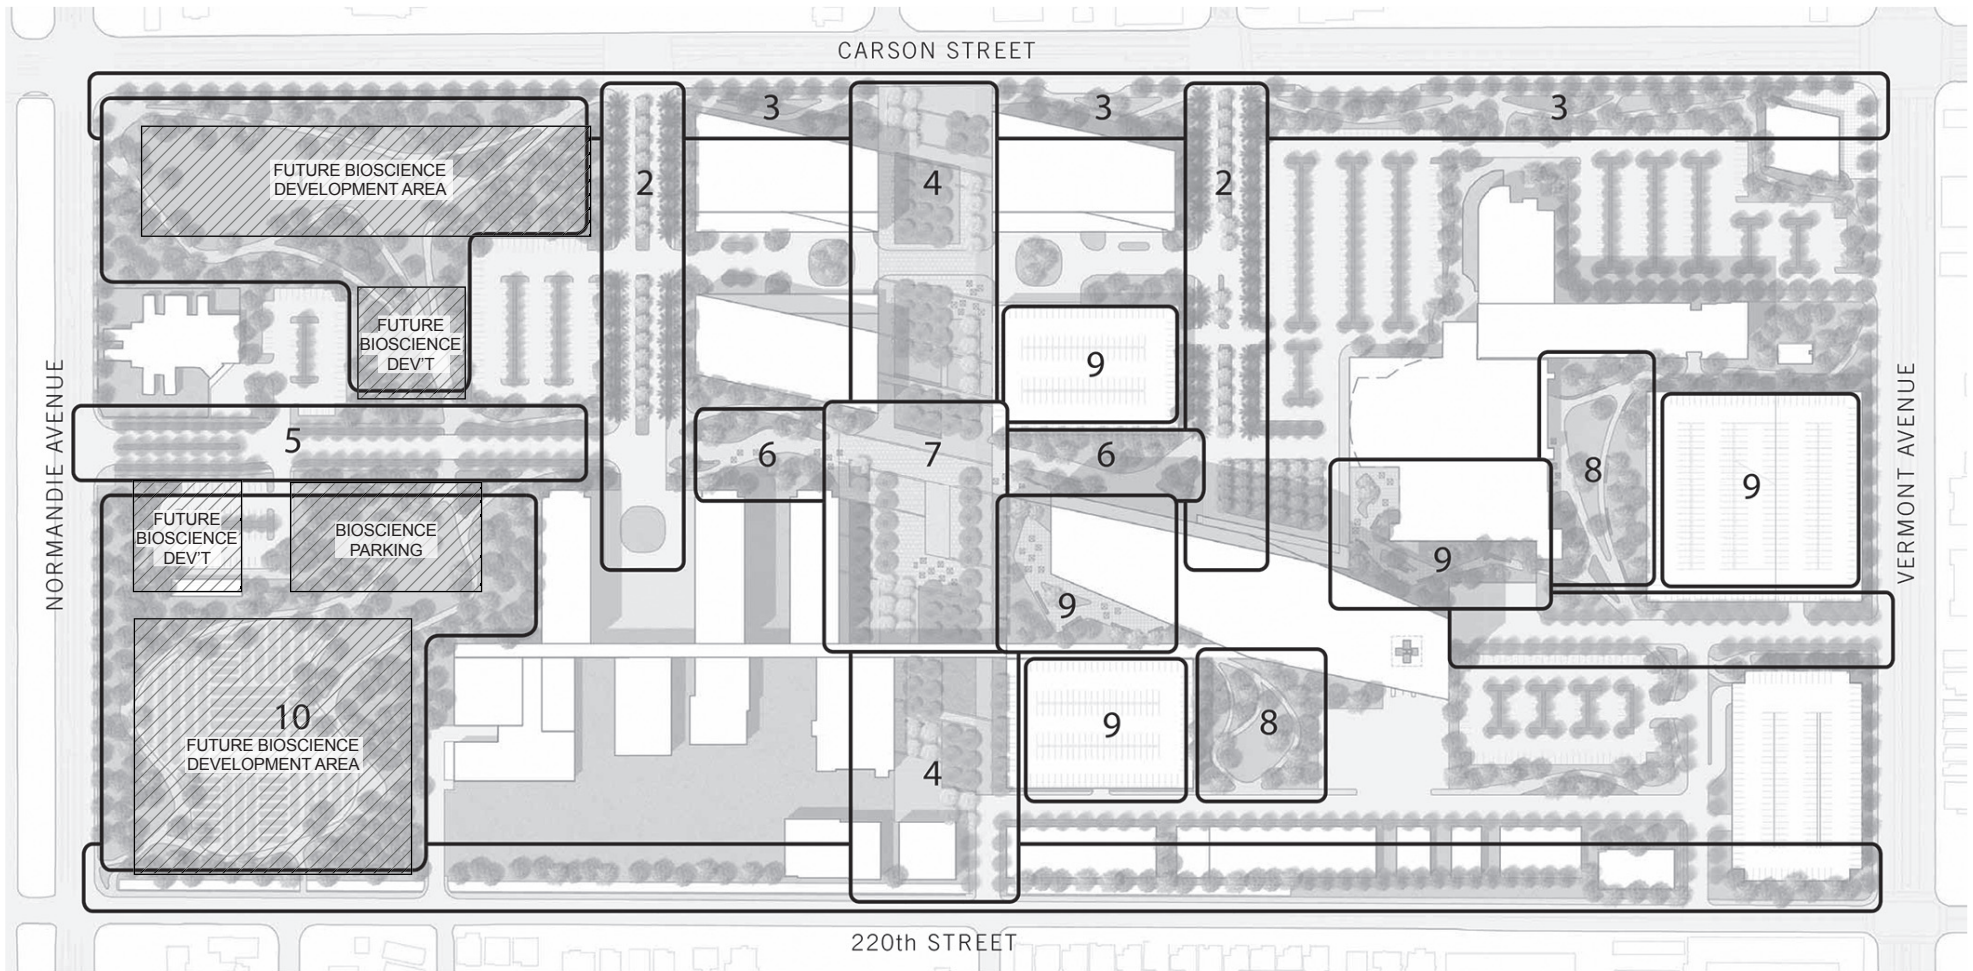 CARSON STREET
3
3
3
FUTURE BIOSCIENCE
DEVELOPMENT AREA
2
4
2
FUTURE
BIOSCIENCE
DEV'T
9
NORMANDIE AVENUE
VERMONT AVENUE
5
6
7
6
8
9
FUTURE
BIOSCIENCE
DEV'T
BIOSCIENCE
PARKING
9
9
10
FUTURE BIOSCIENCE
DEVELOPMENT AREA
9
8
4
220th STREET